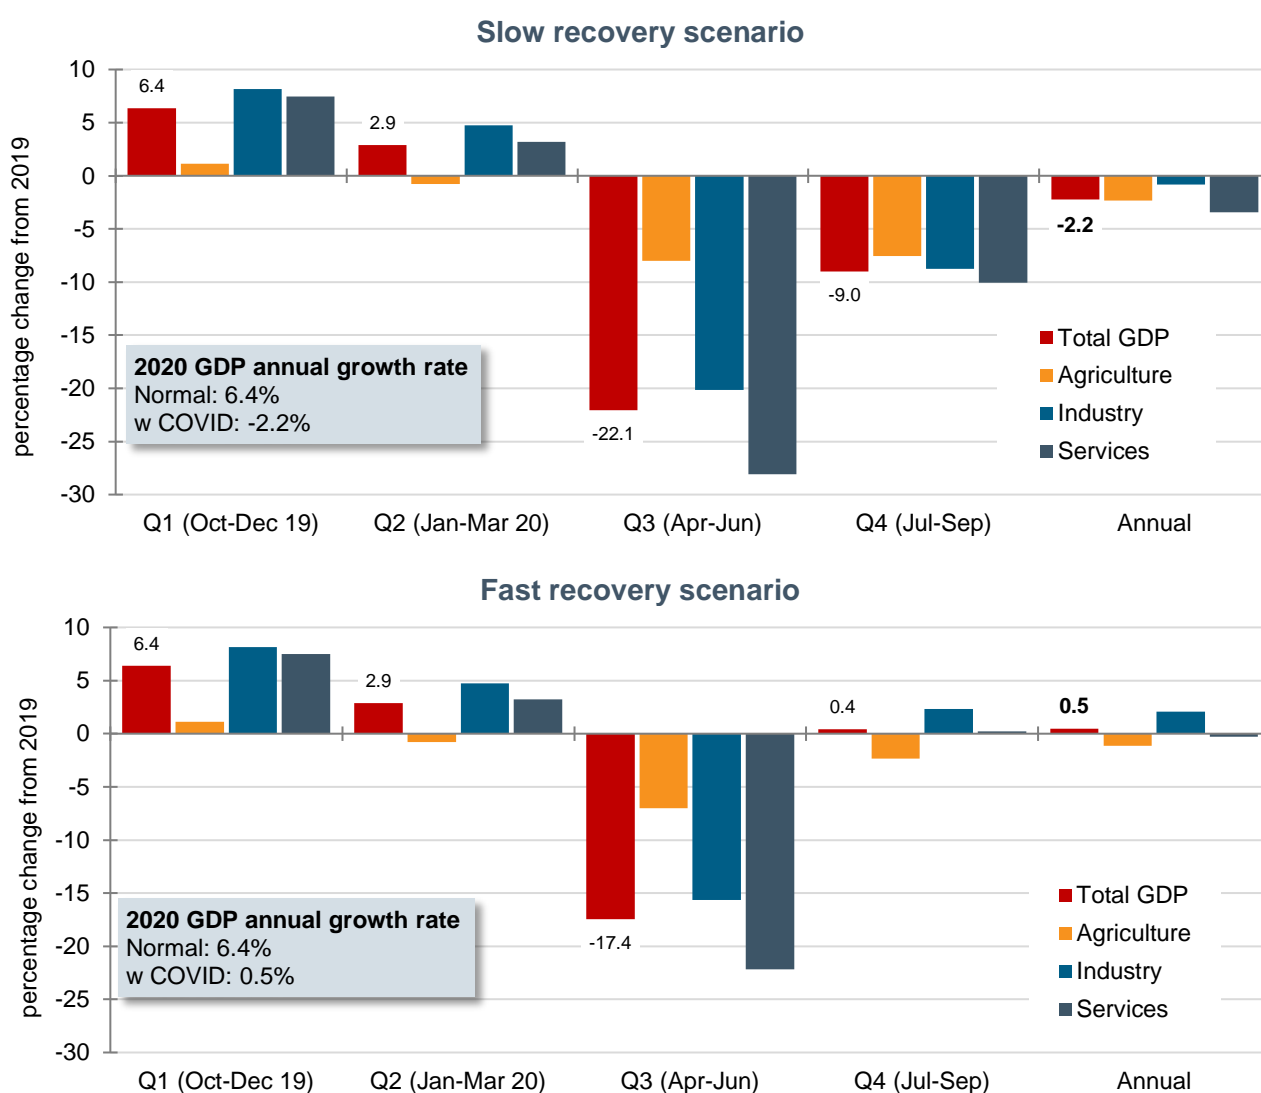 Slow recovery scenario
percentage change from 2019
10
5
0
-5
-10
-15
-20
-25
-30
6.4
2.9
-22.1
-9.0
-2.2
2020 GDP annual growth rate
Normal: 6.4%
w COVID: -2.2%
Total GDP
Agriculture
Industry
Services
Q1 (Oct-Dec 19)
Q2 (Jan-Mar 20)
Q3 (Apr-Jun)
Q4 (Jul-Sep)
Annual
Fast recovery scenario
percentage change from 2019
10
5
0
-5
-10
-15
-20
-25
-30
6.4
2.9
-17.4
0.4
0.5
2020 GDP annual growth rate
Normal: 6.4%
w COVID: 0.5%
Total GDP
Agriculture
Industry
Services
Q1 (Oct-Dec 19)
Q2 (Jan-Mar 20)
Q3 (Apr-Jun)
Q4 (Jul-Sep)
Annual